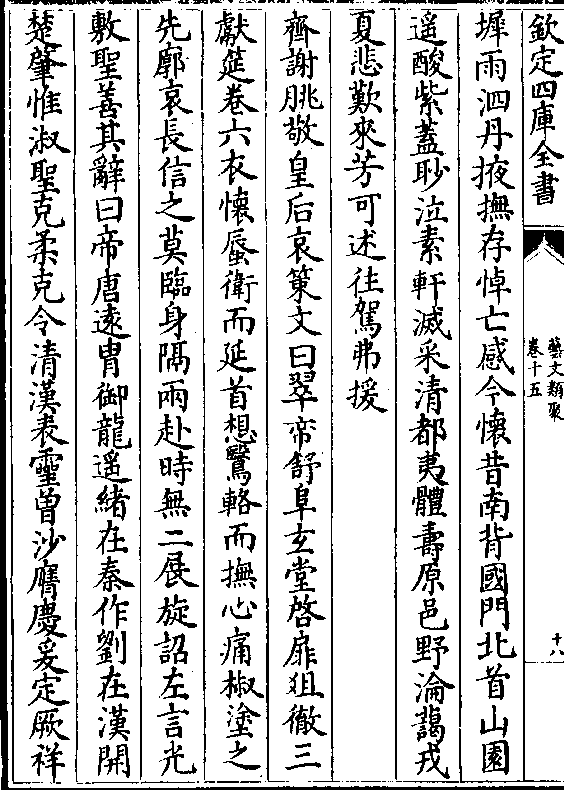 欽定四庫全書
藝文類聚
卷十五
十八
墀雨泗丹掖撫存悼亡感今懷昔南背國門北首山園
遥酸紫蓋眇泣素軒滅采清都夷體壽原邑野淪藹戎
夏悲歎來芳可述往駕弗援
齊謝朓敬皇后哀策文曰翠帟舒阜玄堂啓扉俎徹三
獻筵卷六衣懷蜃衛而延首想鷖輅而撫心痛椒塗之
先廓哀長信之莫臨身隔兩赴時無二展旋詔左言光
敷聖善其辭曰帝唐逺胄御龍遥緒在秦作劉在漢開
楚肇惟淑聖克柔克令清漢表靈曽沙膺慶爰定厥祥